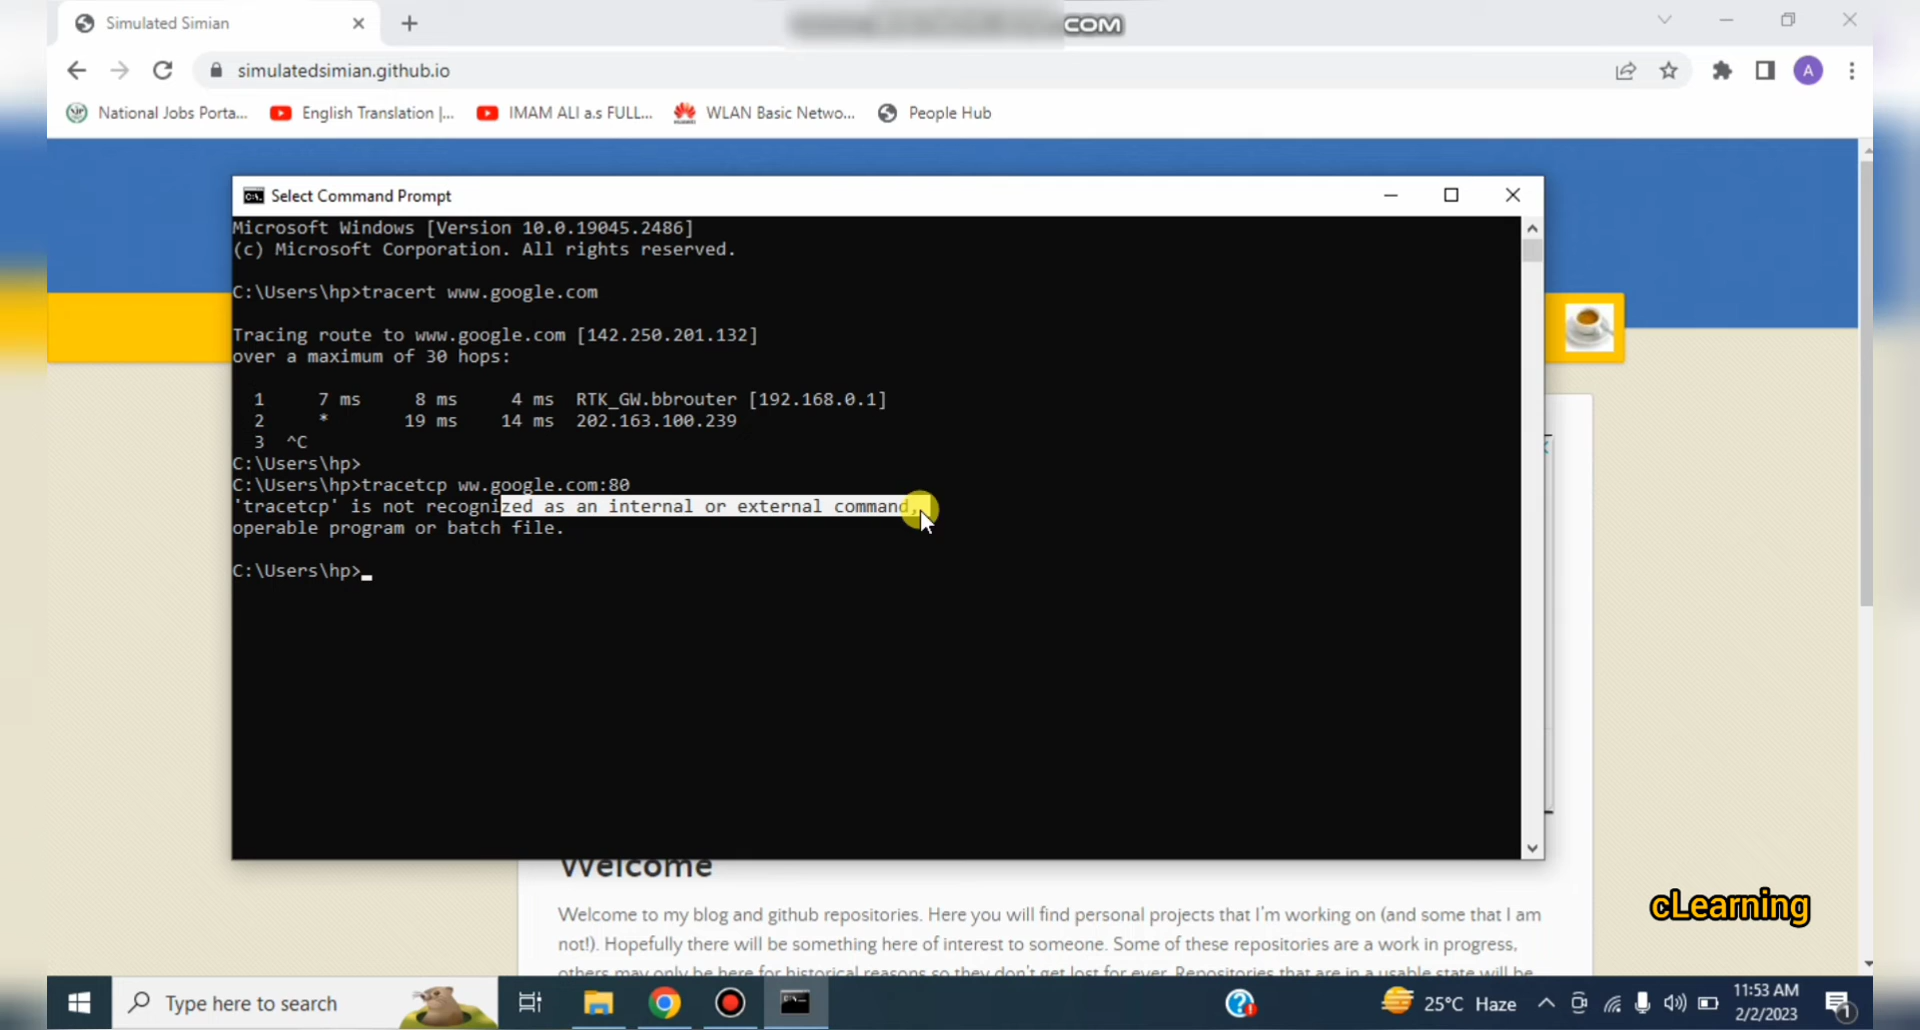 Simulated Simian
COM
simulatedsimian.github.io
A
National Jobs Porta...
English Translation |...
IMAM ALI a.s FULL...
WLAN Basic Netwo...
People Hub
Select Command Prompt
Microsoft Windows [Version 10.0.19045.2486]
(c) Microsoft Corporation. All rights reserved.
C:\Users\hp>tracert www.google.com
Tracing route to www.google.com [142.250.201.132]
over a maximum of 30 hops:
1 7 ms 8 ms 4 ms RTK_GW.bbrouter [192.168.0.1]
2 * 19 ms 14 ms 202.163.100.239
3 ^C
C:\Users\hp>
C:\Users\hp>tracetcp ww.google.com:80
'tracetcp' is not recognized as an internal or external command,
operable program or batch file.
C:\Users\hp>
Welcome
Welcome to my blog and github repositories. Here you will find personal projects that I'm working on (and some that I am
not!). Hopefully there will be something here of interest to someone. Some of these repositories are a work in progress,
others may only be here for historical reasons so they don't get lost for ever. Repositories that are in a usable state will be
cLearning
Type here to search
25°C Haze
11:53 AM
2/2/2023
1